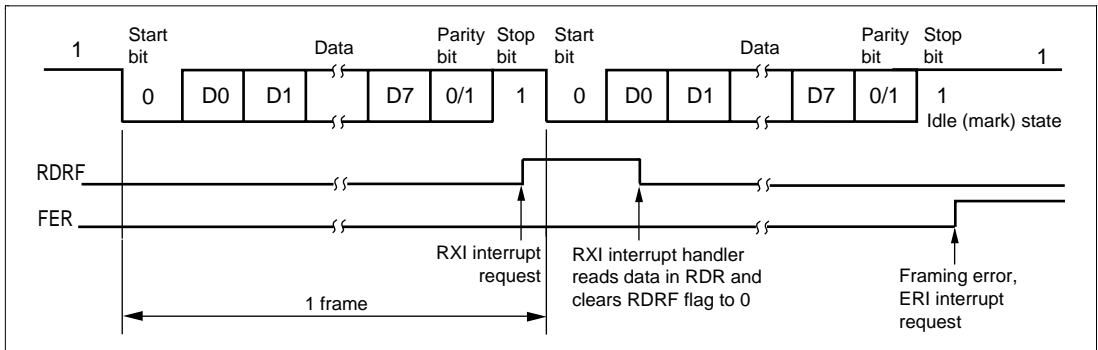 1
Start bit
Data
Parity bit
Stop bit
Start bit
Data
Parity bit
Stop bit
1
0
D0
D1
D7
0/1
1
0
D0
D1
D7
0/1
1
Idle (mark) state
RDRF
FER
RXI interrupt
request
RXI interrupt handler
reads data in RDR and
clears RDRF flag to 0
Framing error,
ERI interrupt
request
1 frame